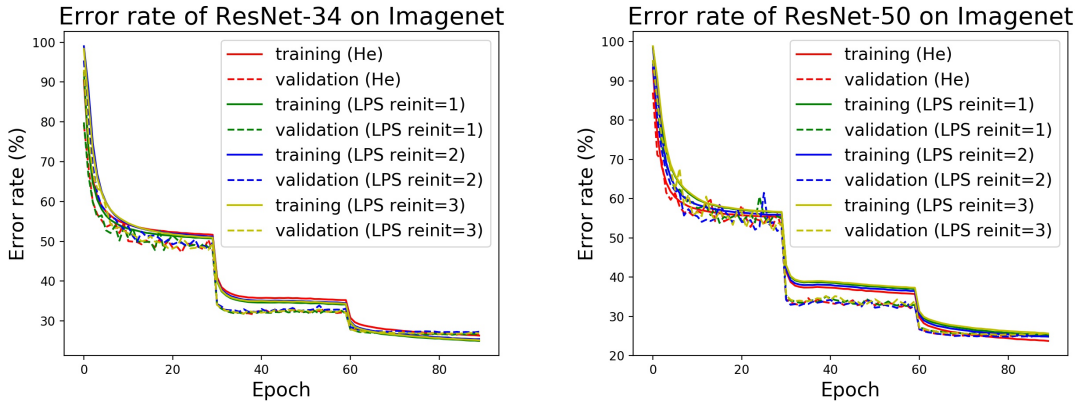 Error rate of ResNet-34 on Imagenet
100
90
80
70
60
50
40
30
0
20
40
60
80
Error rate (%)
Epoch
training (He)
validation (He)
training (LPS reinit=1)
validation (LPS reinit=1)
training (LPS reinit=2)
validation (LPS reinit=2)
training (LPS reinit=3)
validation (LPS reinit=3)
Error rate of ResNet-50 on Imagenet
100
90
80
70
60
50
40
30
20
0
20
40
60
80
Error rate (%)
Epoch
training (He)
validation (He)
training (LPS reinit=1)
validation (LPS reinit=1)
training (LPS reinit=2)
validation (LPS reinit=2)
training (LPS reinit=3)
validation (LPS reinit=3)